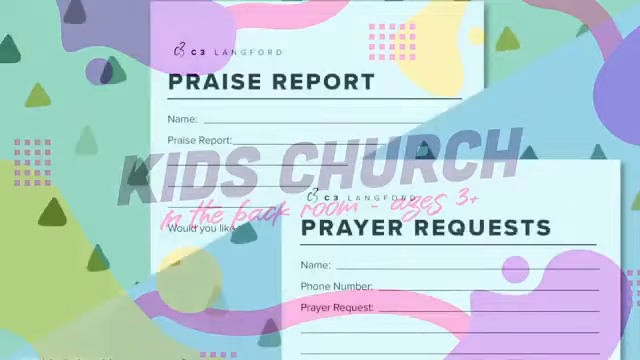 C3 LANGFORD
PRAISE REPORT
Name:
Praise Report:
KIDS CHURCH
In the back room - ages 3+
Would you like
C3 LANGFORD
PRAYER REQUESTS
Name:
Phone Number:
Prayer Request: